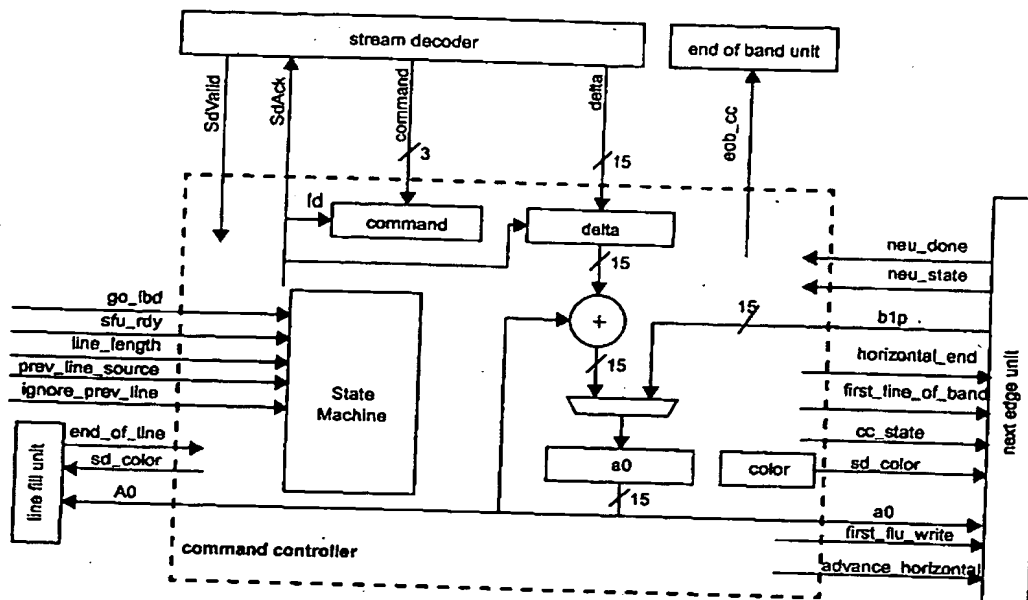 stream decoder
end of band unit
SdValid
SdAck
command
delta
eob_cc
3
15
fd
command
delta
15
neu_done
neu_state
go_fbd
sfu_rdy
line_length
prev_line_source
ignore_prev_line
State
Machine
+
15
15
b1p
horizontal_end
first_line_of_band
cc_state
next edge unit
line fill unit
end_of_line
sd_color
A0
a0
color
sd_color
15
a0
first_flu_write
advance_horizontal
command controller